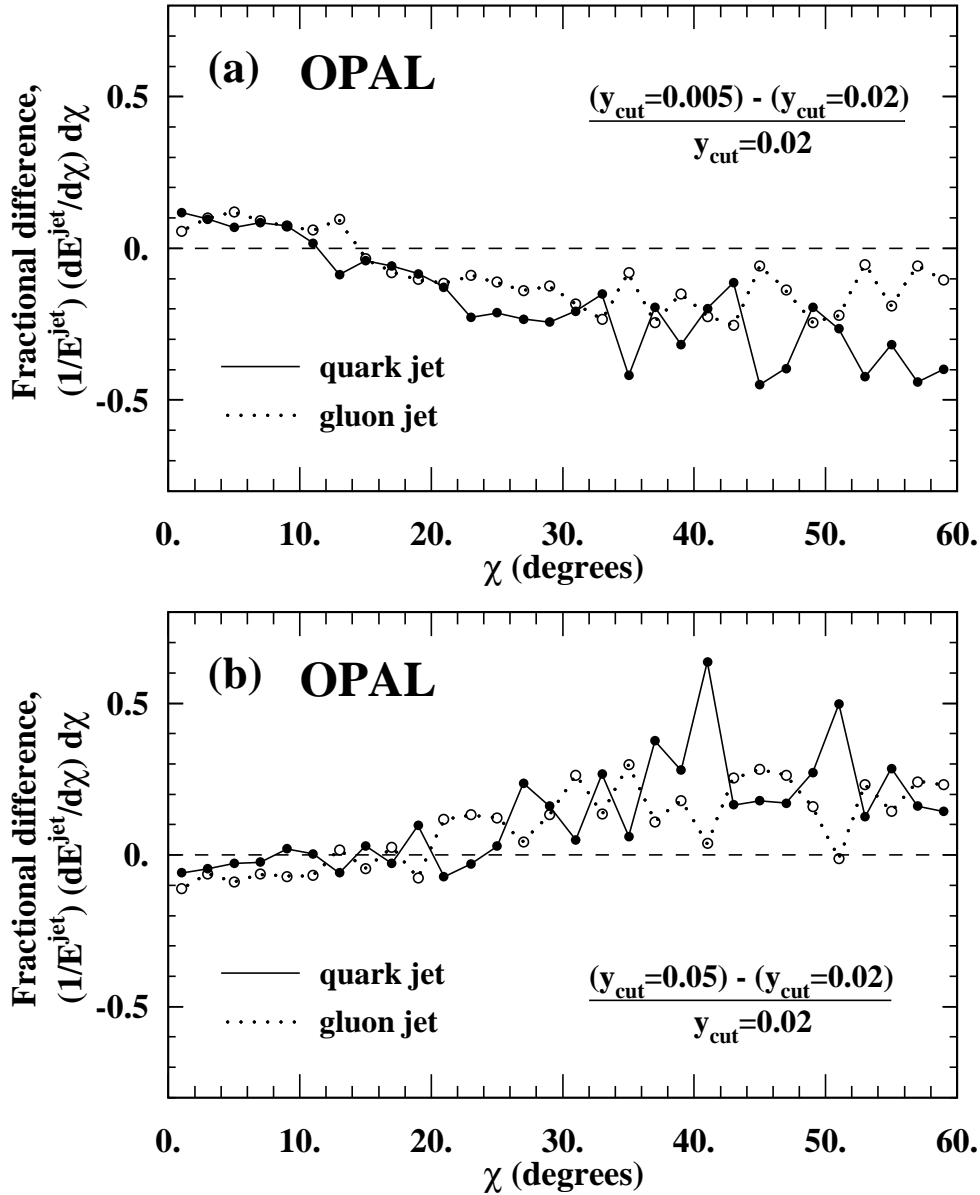 (a) OPAL
Fractional difference,
(1/E^jet) (dE^jet/dχ) dχ
0.5
0.
-0.5
(y_cut=0.005) - (y_cut=0.02)
y_cut=0.02
quark jet
gluon jet
0. 10. 20. 30. 40. 50. 60.
χ (degrees)
(b) OPAL
Fractional difference,
(1/E^jet) (dE^jet/dχ) dχ
0.5
0.
-0.5
quark jet
gluon jet
(y_cut=0.05) - (y_cut=0.02)
y_cut=0.02
0. 10. 20. 30. 40. 50. 60.
χ (degrees)